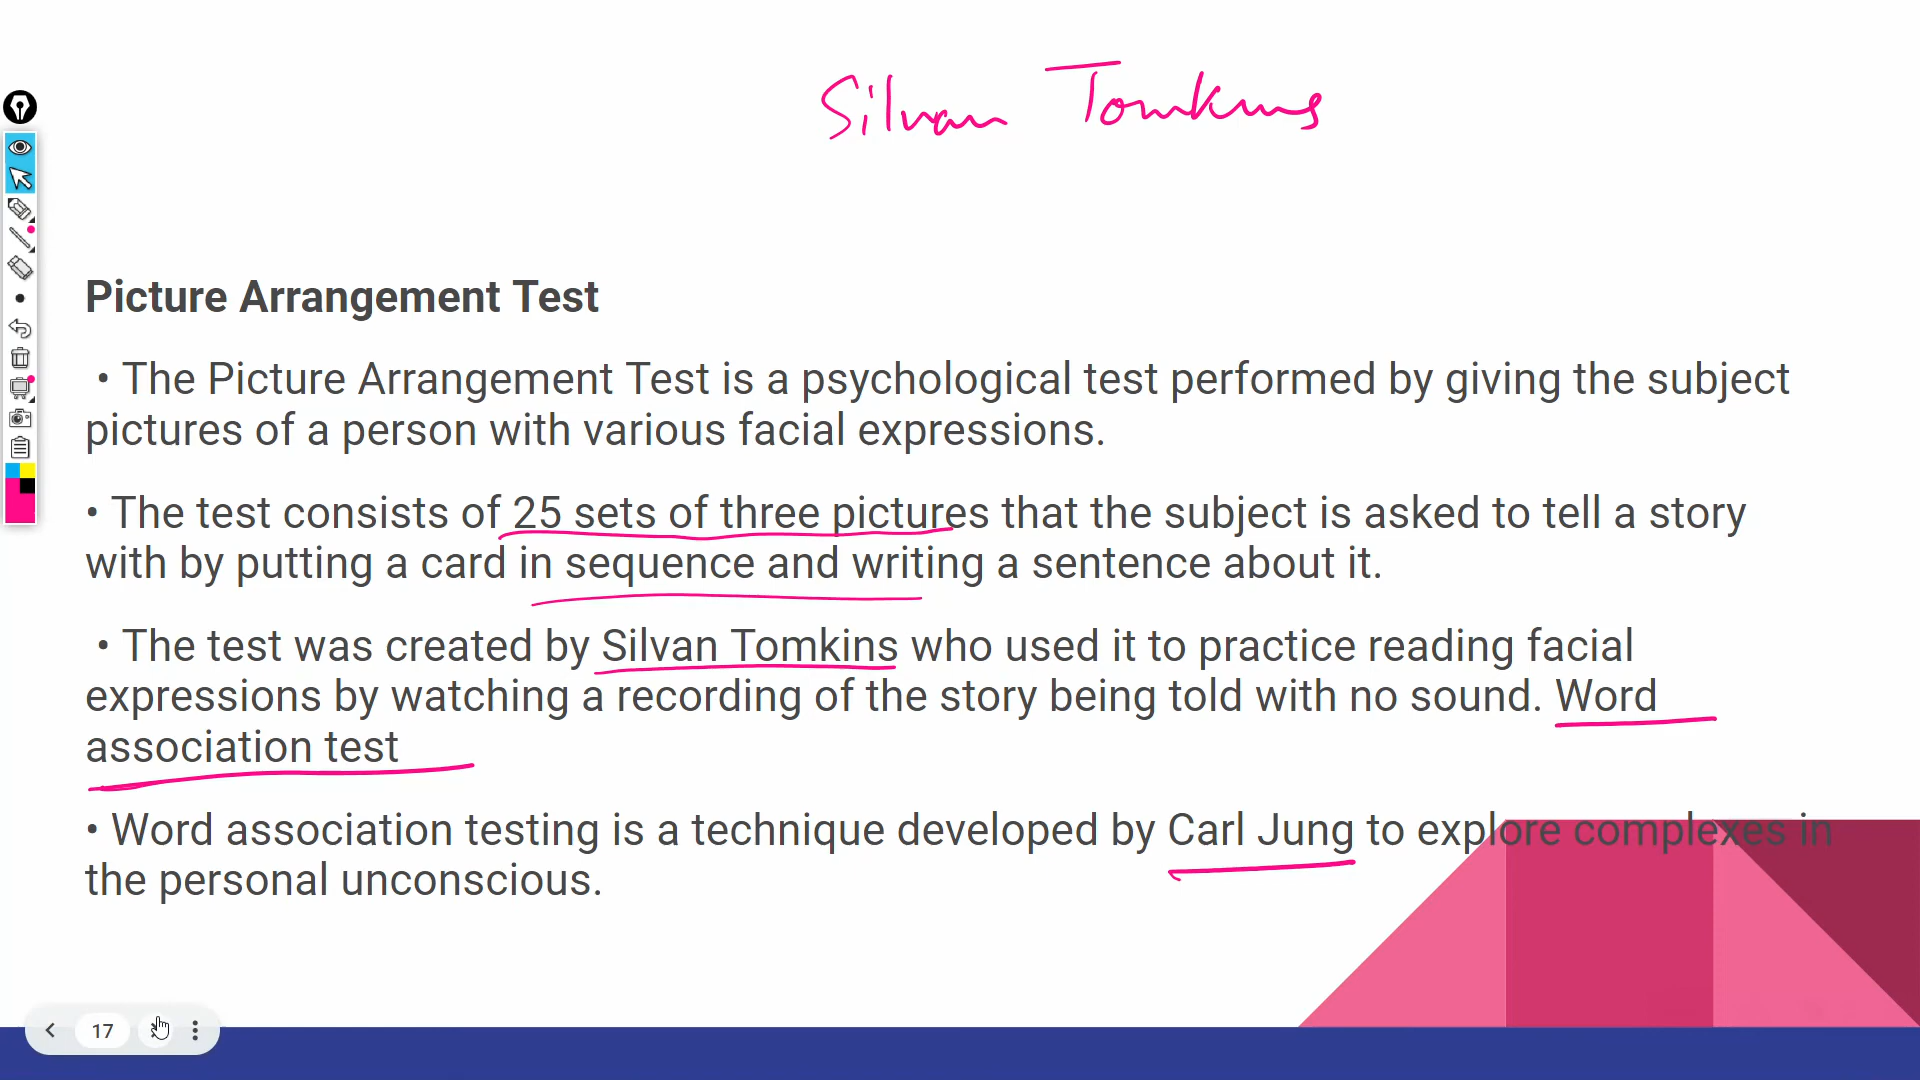 Silvan Tomkins
Picture Arrangement Test
• The Picture Arrangement Test is a psychological test performed by giving the subject
pictures of a person with various facial expressions.
• The test consists of 25 sets of three pictures that the subject is asked to tell a story
with by putting a card in sequence and writing a sentence about it.
• The test was created by Silvan Tomkins who used it to practice reading facial
expressions by watching a recording of the story being told with no sound. Word
association test
• Word association testing is a technique developed by Carl Jung to explore complexes in
the personal unconscious.
17